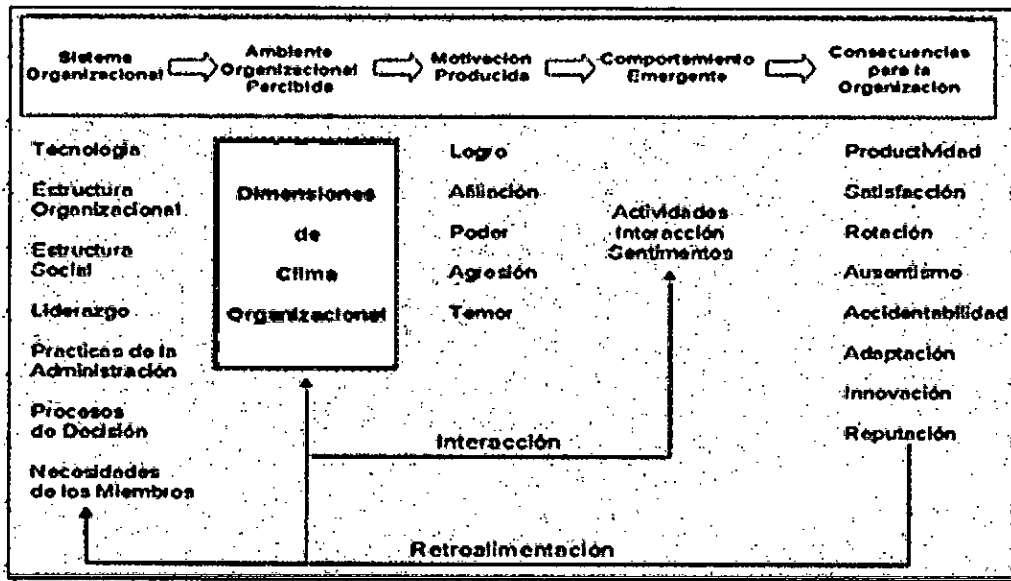 Sistema
Organizacional
Ambiente
Organizacional
Percibida
Motivación
Producida
Comportamiento
Emergente
Consecuencias
para la
Organización
Tecnología
Estructura
Organizacional
Estructura
Social
Liderazgo
Practicas de la
Administración
Procesos
de Decisión
Necesidades
de los Miembros
Dimensiones
de
Clima
Organizacional
Logro
Afiliación
Poder
Agresión
Temor
Actividades
Interacción
Sentimentos
Productividad
Satisfacción
Rotación
Ausentismo
Accidentabilidad
Adaptación
Innovación
Reputación
Interacción
Retroalimentación